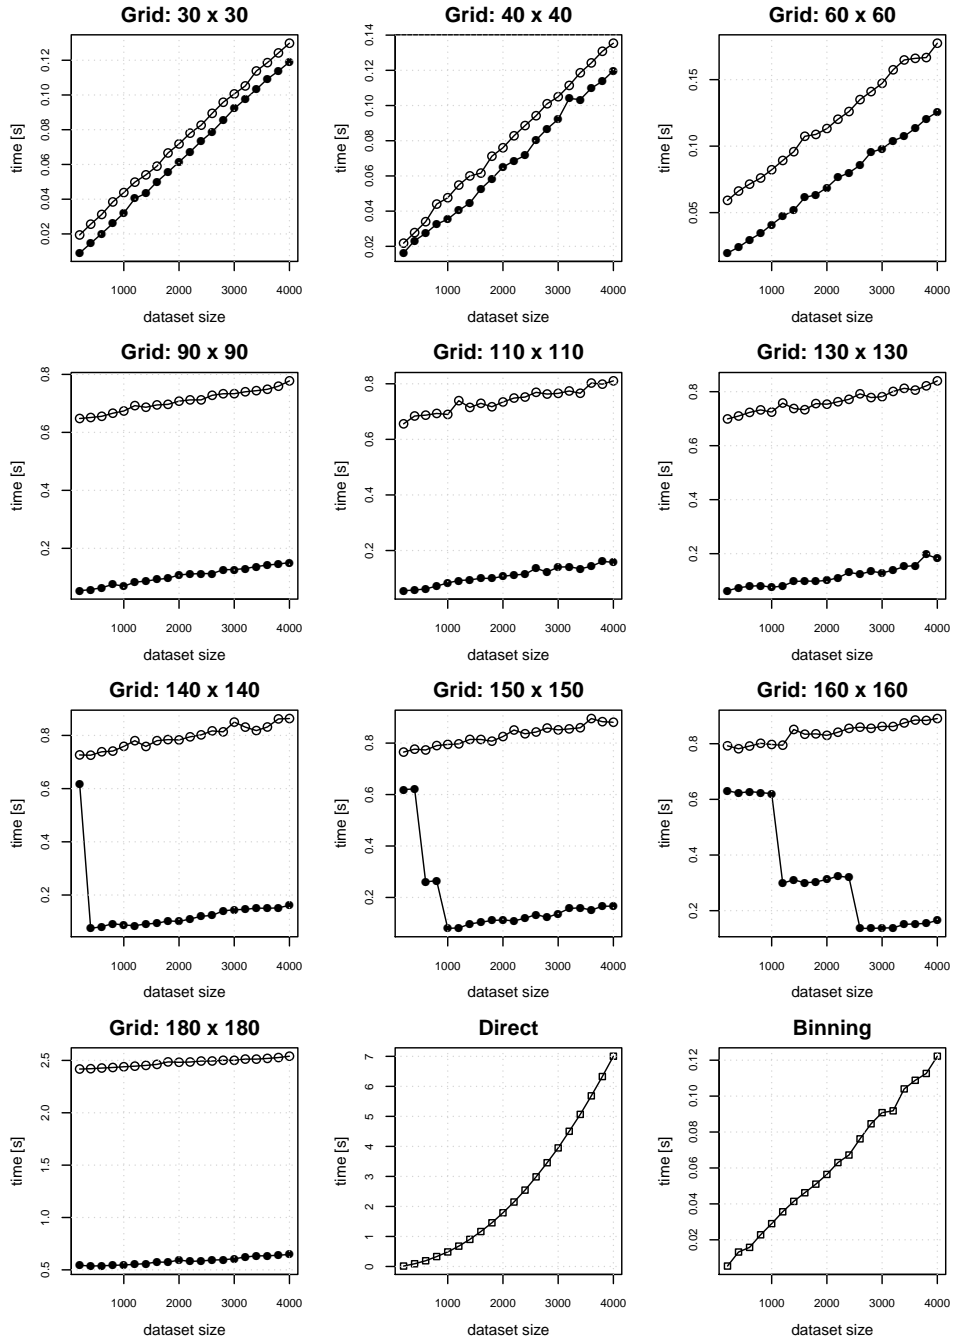 Grid: 30 x 30
Grid: 40 x 40
Grid: 60 x 60
time [s]
0.02 0.04 0.06 0.08 0.10 0.12
1000 2000 3000 4000
dataset size
time [s]
0.02 0.04 0.06 0.08 0.10 0.12 0.14
1000 2000 3000 4000
dataset size
time [s]
0.05 0.10 0.15
1000 2000 3000 4000
dataset size
Grid: 90 x 90
Grid: 110 x 110
Grid: 130 x 130
time [s]
0.2 0.4 0.6 0.8
1000 2000 3000 4000
dataset size
time [s]
0.2 0.4 0.6 0.8
1000 2000 3000 4000
dataset size
time [s]
0.2 0.4 0.6 0.8
1000 2000 3000 4000
dataset size
Grid: 140 x 140
Grid: 150 x 150
Grid: 160 x 160
time [s]
0.2 0.4 0.6 0.8
1000 2000 3000 4000
dataset size
time [s]
0.2 0.4 0.6 0.8
1000 2000 3000 4000
dataset size
time [s]
0.2 0.4 0.6 0.8
1000 2000 3000 4000
dataset size
Grid: 180 x 180
Direct
Binning
time [s]
0.5 1.0 1.5 2.0 2.5
1000 2000 3000 4000
dataset size
time [s]
0 1 2 3 4 5 6 7
1000 2000 3000 4000
dataset size
time [s]
0.02 0.04 0.06 0.08 0.10 0.12
1000 2000 3000 4000
dataset size